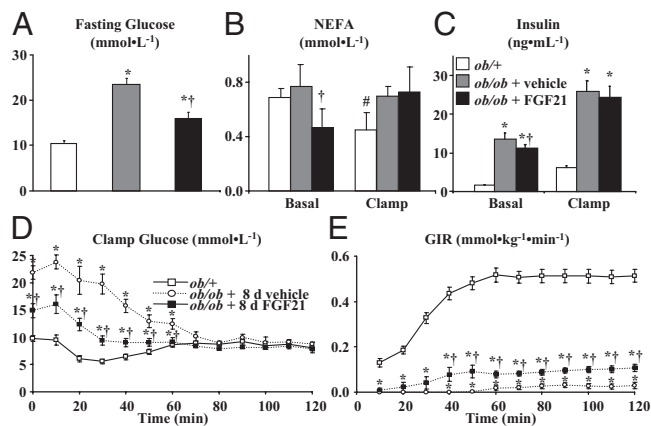 A
Fasting Glucose
(mmol•L-1)
30
20
10
0
*
*†
B
NEFA
(mmol•L-1)
0.8
0.4
0.0
†
#
Basal
Clamp
C
Insulin
(ng•mL-1)
30
20
10
0
ob/+
ob/ob + vehicle
ob/ob + FGF21
*
*†
*
*
Basal
Clamp
D
Clamp Glucose (mmol•L-1)
25
20
15
10
5
0
* * * * * * *
*† *† *† *† *† *† *†
ob/+
ob/ob + 8 d vehicle
ob/ob + 8 d FGF21
0 20 40 60 80 100 120
Time (min)
E
GIR (mmol•kg-1•min-1)
0.6
0.4
0.2
0.0
* * * *† *† *† *† *† *† *† *† *†
* * * * * * *
0 20 40 60 80 100 120
Time (min)